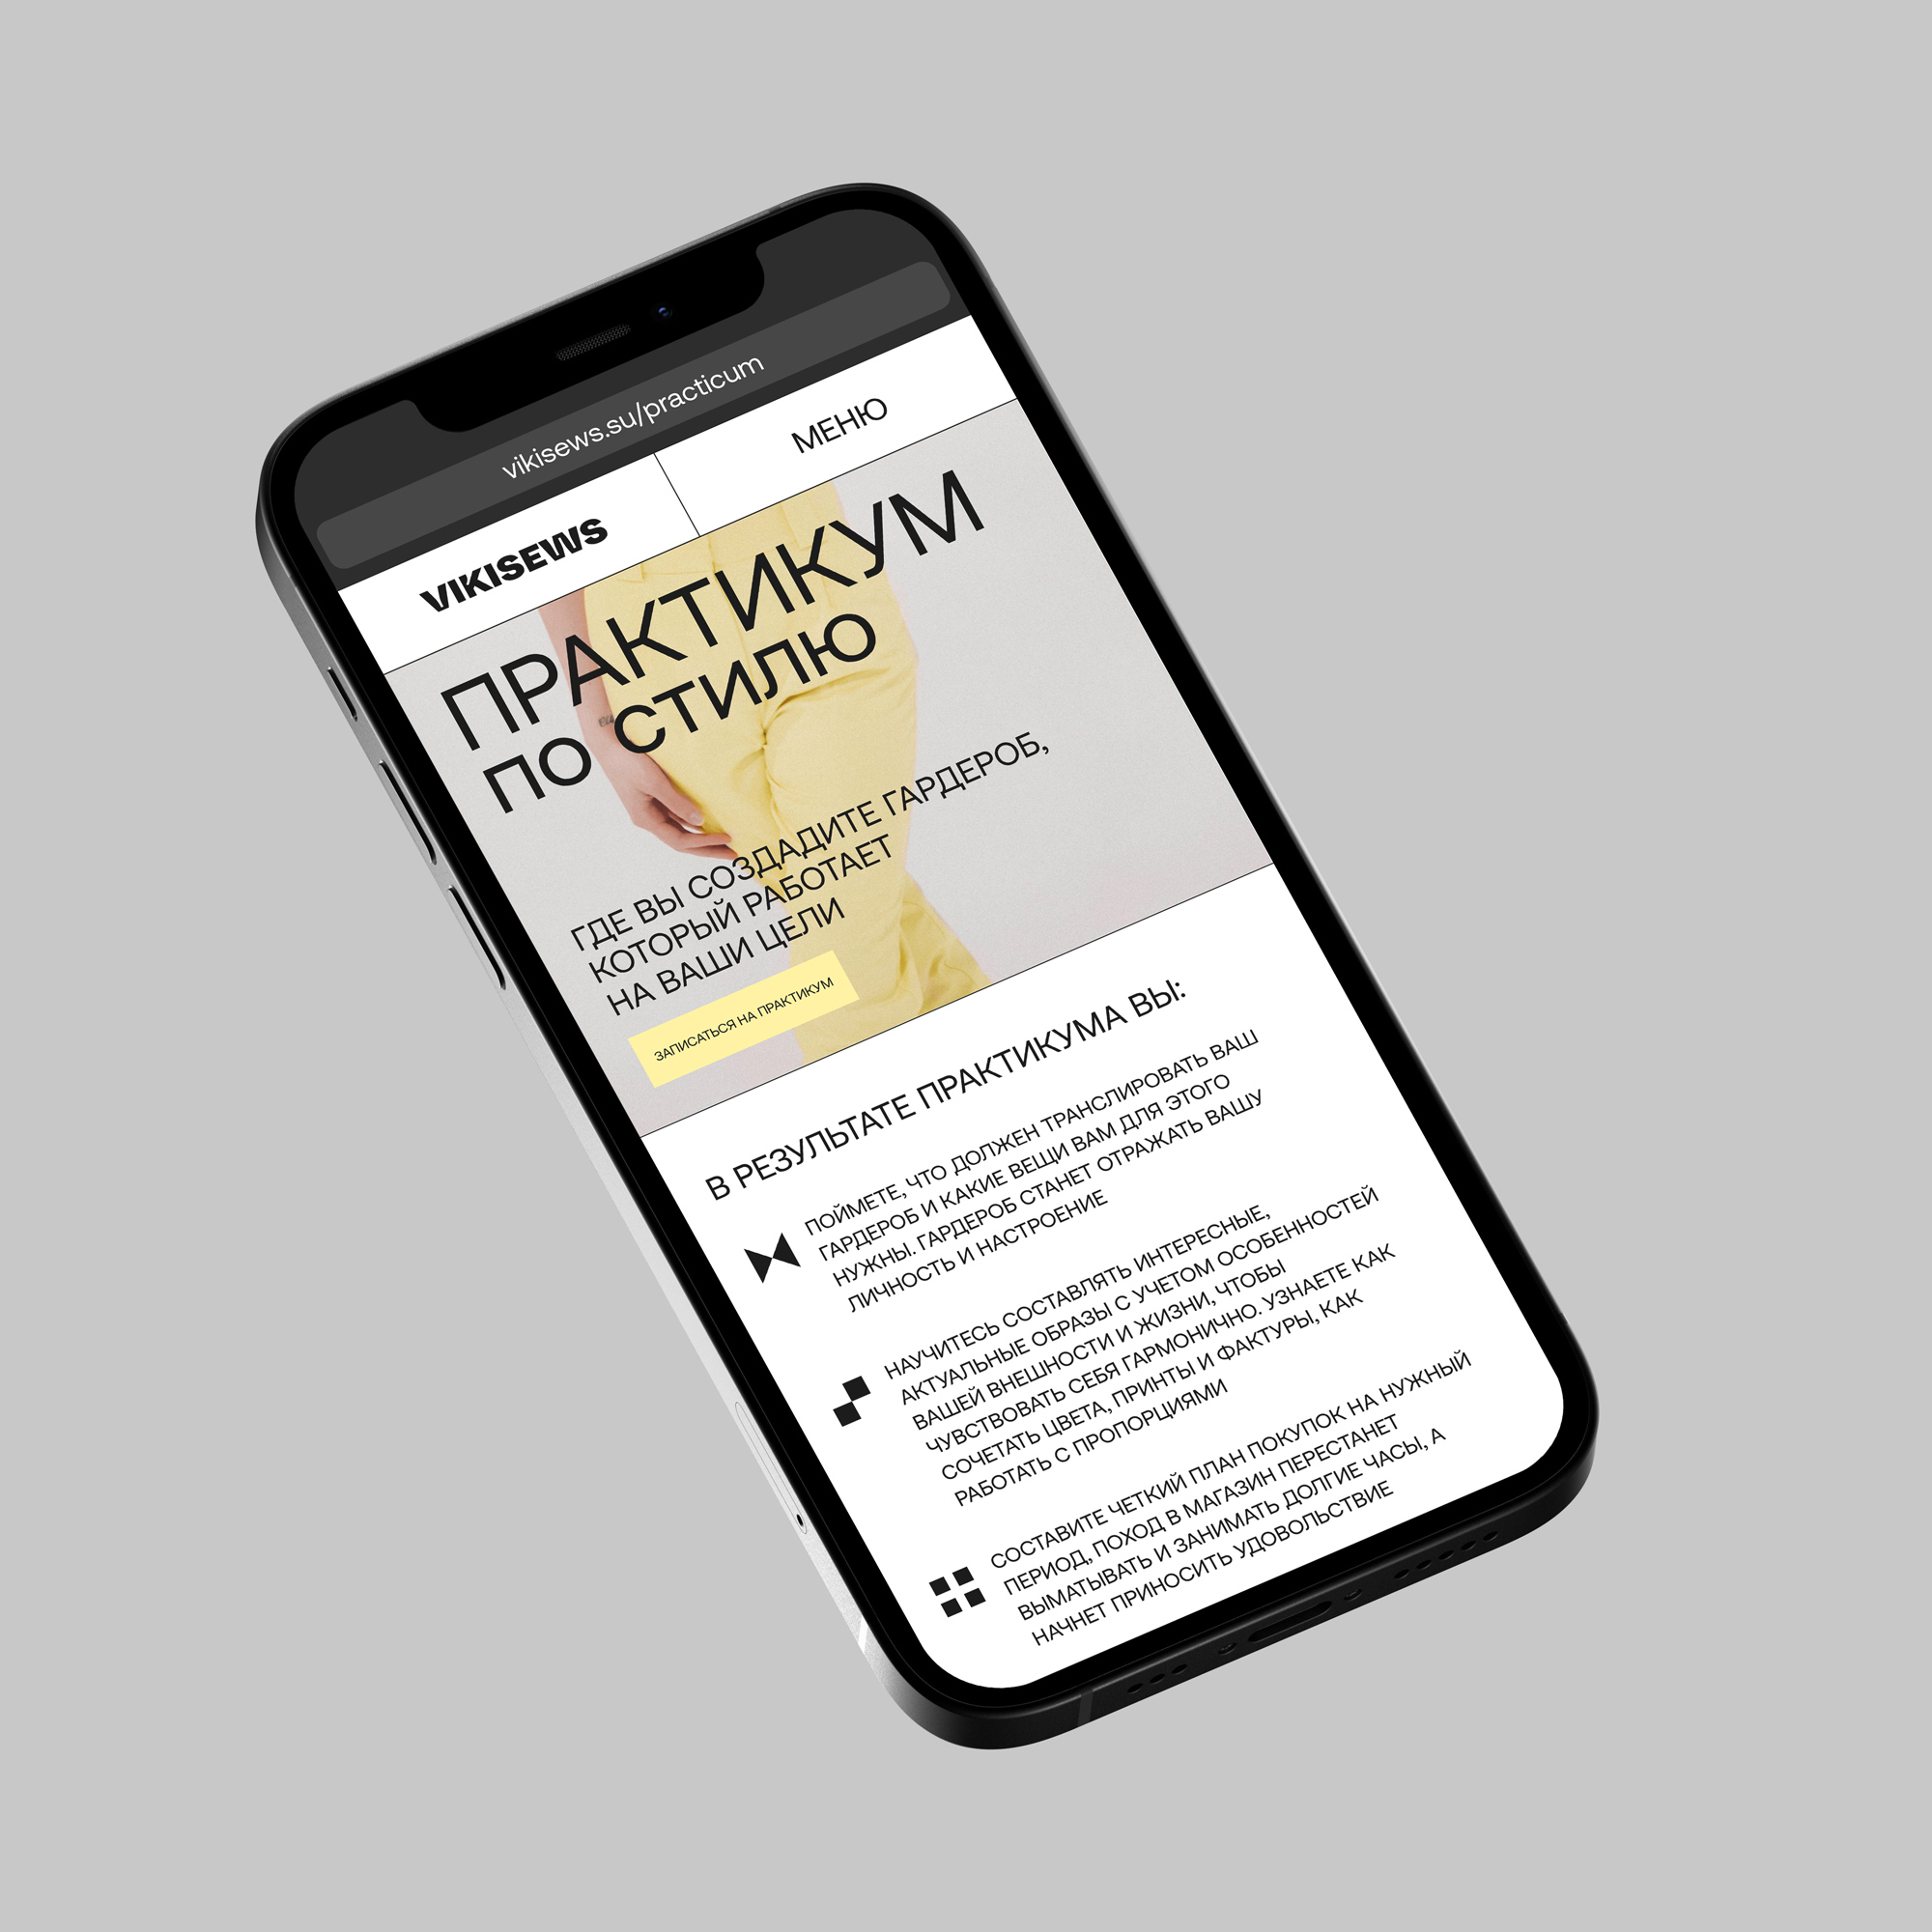 vikisews.su/practicum
VIKISEWS
МЕНЮ
ПРАКТИКУМ
ПО СТИЛЮ
ГДЕ ВЫ СОЗДАДИТЕ ГАРДЕРОБ,
КОТОРЫЙ РАБОТАЕТ
НА ВАШИ ЦЕЛИ
ЗАПИСАТЬСЯ НА ПРАКТИКУМ
В РЕЗУЛЬТАТЕ ПРАКТИКУМА ВЫ:
ПОЙМЕТЕ, ЧТО ДОЛЖЕН ТРАНСЛИРОВАТЬ ВАШ
ГАРДЕРОБ И КАКИЕ ВЕЩИ ВАМ ДЛЯ ЭТОГО
НУЖНЫ. ГАРДЕРОБ СТАНЕТ ОТРАЖАТЬ ВАШУ
ЛИЧНОСТЬ И НАСТРОЕНИЕ
НАУЧИТЕСЬ СОСТАВЛЯТЬ ИНТЕРЕСНЫЕ,
АКТУАЛЬНЫЕ ОБРАЗЫ С УЧЕТОМ ОСОБЕННОСТЕЙ
ВАШЕЙ ВНЕШНОСТИ И ЖИЗНИ, ЧТОБЫ
ЧУВСТВОВАТЬ СЕБЯ ГАРМОНИЧНО. УЗНАЕТЕ КАК
СОЧЕТАТЬ ЦВЕТА, ПРИНТЫ И ФАКТУРЫ, КАК
РАБОТАТЬ С ПРОПОРЦИЯМИ
СОСТАВИТЕ ЧЕТКИЙ ПЛАН ПОКУПОК НА НУЖНЫЙ
ПЕРИОД, ПОХОД В МАГАЗИН ПЕРЕСТАНЕТ
ВЫМАТЫВАТЬ И ЗАНИМАТЬ ДОЛГИЕ ЧАСЫ, А
НАЧНЕТ ПРИНОСИТЬ УДОВОЛЬСТВИЕ